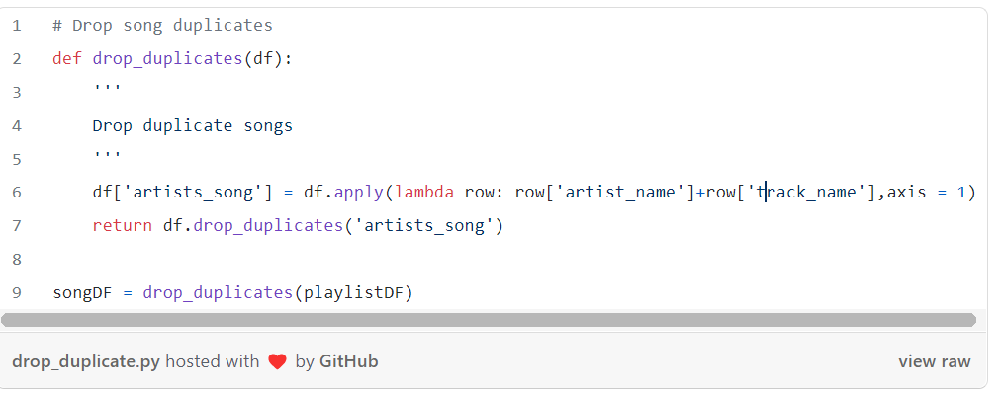 1 # Drop song duplicates
2 def drop_duplicates(df):
3     '''
4     Drop duplicate songs
5     '''
6     df['artists_song'] = df.apply(lambda row: row['artist_name']+row['track_name'],axis = 1)
7     return df.drop_duplicates('artists_song')
8
9 songDF = drop_duplicates(playlistDF)
drop_duplicate.py hosted with ❤ by GitHub view raw